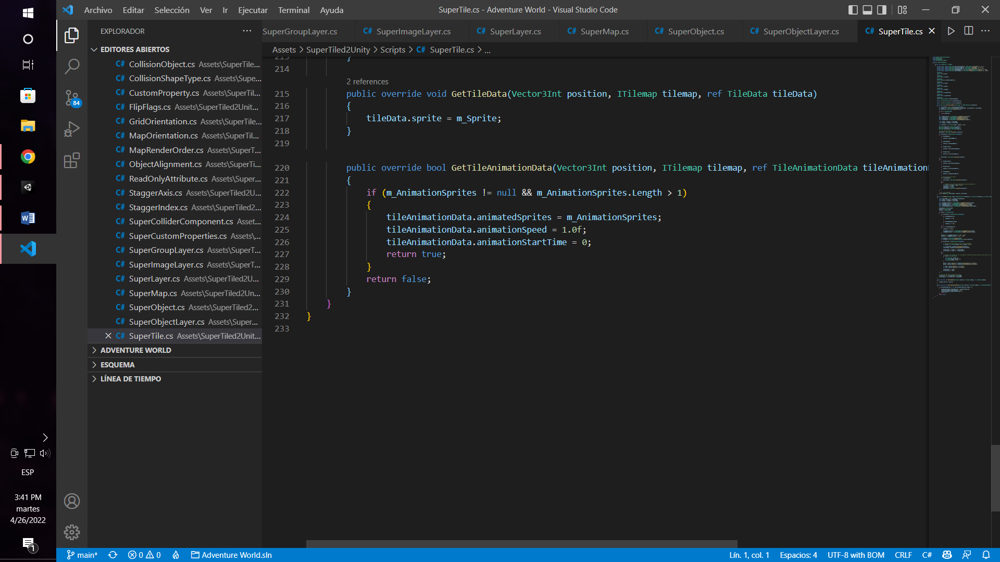 Archivo Editar Selección Ver Ir Ejecutar Terminal Ayuda
SuperTile.cs - Adventure World - Visual Studio Code
EXPLORADOR
EDITORES ABIERTOS
C# CollisionObject.cs Assets\SuperTile...
C# CollisionShapeType.cs Assets\Supe...
C# CustomProperty.cs Assets\SuperTil...
C# FlipFlags.cs Assets\SuperTiled2Unit...
C# GridOrientation.cs Assets\SuperTile...
C# MapOrientation.cs Assets\SuperTil...
C# MapRenderOrder.cs Assets\SuperT...
C# ObjectAlignment.cs Assets\SuperTi...
C# ReadOnlyAttribute.cs Assets\Super...
C# StaggerAxis.cs Assets\SuperTiled2U...
C# StaggerIndex.cs Assets\SuperTiled2...
C# SuperColliderComponent.cs Asset...
C# SuperCustomProperties.cs Assets\...
C# SuperGroupLayer.cs Assets\SuperT...
C# SuperImageLayer.cs Assets\SuperT...
C# SuperLayer.cs Assets\SuperTiled2U...
C# SuperMap.cs Assets\SuperTiled2Un...
C# SuperObject.cs Assets\SuperTiled2...
C# SuperObjectLayer.cs Assets\Super...
C# SuperTile.cs Assets\SuperTiled2Unit...
ADVENTURE WORLD
ESQUEMA
LÍNEA DE TIEMPO
SuperGroupLayer.cs C# SuperImageLayer.cs C# SuperLayer.cs C# SuperMap.cs C# SuperObject.cs C# SuperObjectLayer.cs C# SuperTile.cs
Assets > SuperTiled2Unity > Scripts > C# SuperTile.cs > ...
213 }
214
2 references
215 public override void GetTileData(Vector3Int position, ITilemap tilemap, ref TileData tileData)
216 {
217 tileData.sprite = m_Sprite;
218 }
219
220 public override bool GetTileAnimationData(Vector3Int position, ITilemap tilemap, ref TileAnimationData tileAnimation
221 {
222 if (m_AnimationSprites != null && m_AnimationSprites.Length > 1)
223 {
224 tileAnimationData.animatedSprites = m_AnimationSprites;
225 tileAnimationData.animationSpeed = 1.0f;
226 tileAnimationData.animationStartTime = 0;
227 return true;
228 }
229 return false;
230 }
231 }
232 }
233
84
ESP
3:41 PM
martes
4/26/2022
1
main* 0 0 Adventure World.sln
Lín. 1, col. 1 Espacios: 4 UTF-8 with BOM CRLF C#